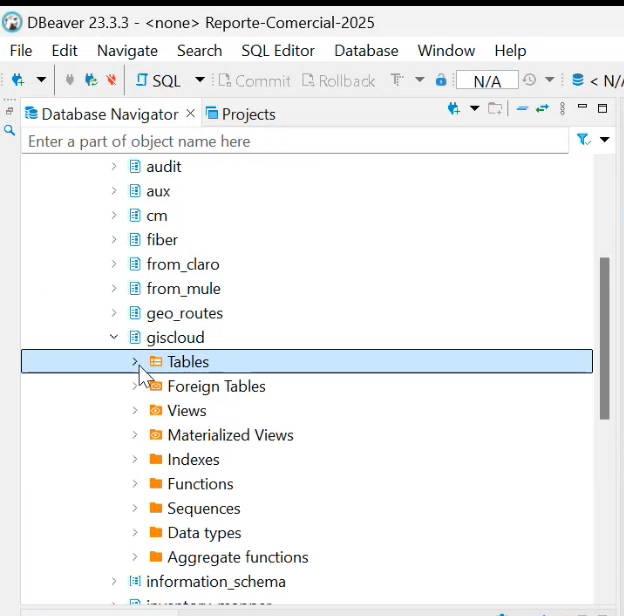 DBeaver 23.3.3 - <none> Reporte-Comercial-2025
File Edit Navigate Search SQL Editor Database Window Help
SQL Commit Rollback T N/A < N/
Database Navigator Projects
Enter a part of object name here
audit
aux
cm
fiber
from_claro
from_mule
geo_routes
giscloud
Tables
Foreign Tables
Views
Materialized Views
Indexes
Functions
Sequences
Data types
Aggregate functions
information_schema